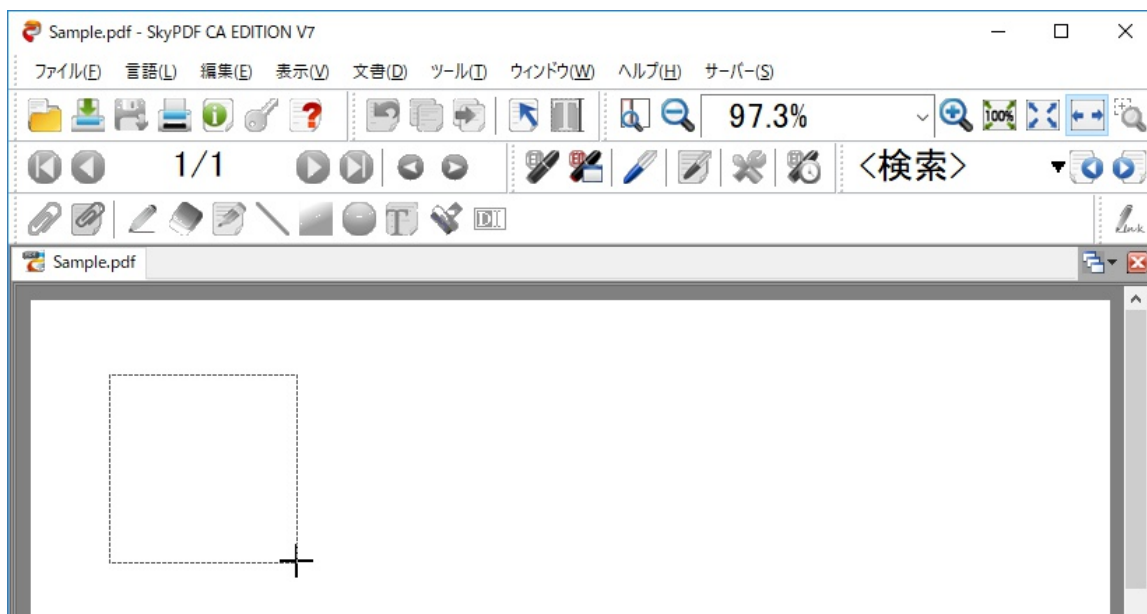 Sample.pdf - SkyPDF CA EDITION V7
ファイル(F) 言語(L) 編集(E) 表示(V) 文書(D) ツール(T) ウィンドウ(W) ヘルプ(H) サーバー(S)
97.3% 100%
1/1 <検索>
T D Link
Sample.pdf